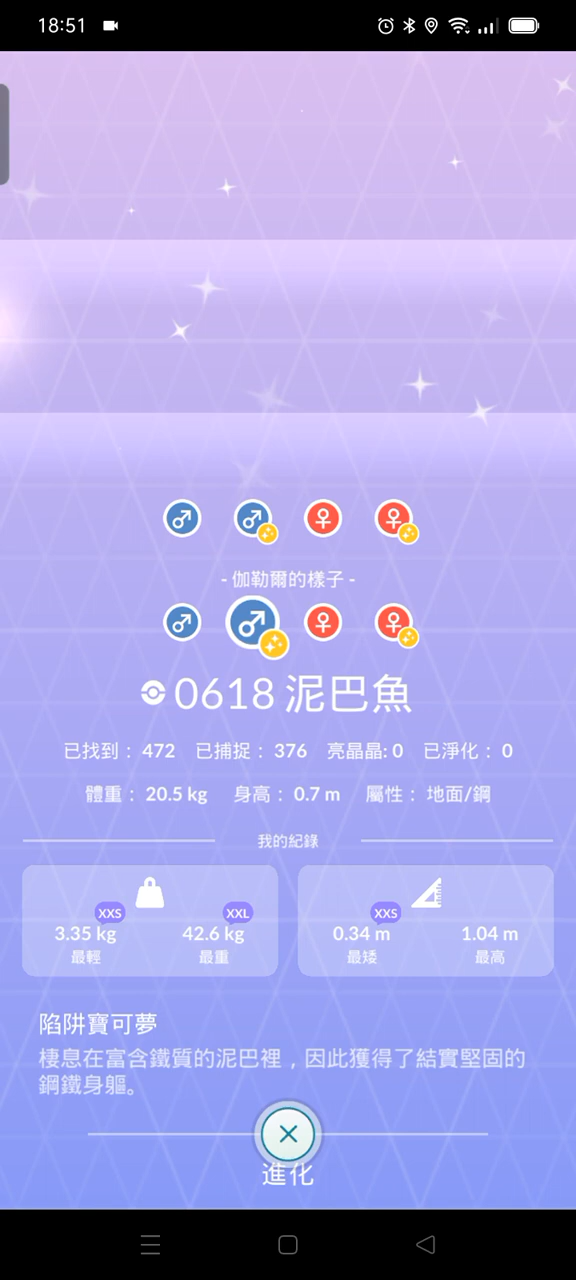 18:51
- 伽勒爾的樣子 -
0618 泥巴魚
已找到： 472 已捕捉： 376 亮晶晶: 0 已淨化： 0
體重： 20.5 kg 身高： 0.7 m 屬性： 地面/鋼
我的紀錄
XXS XXL XXS
3.35 kg 42.6 kg 0.34 m 1.04 m
最輕 最重 最矮 最高
陷阱寶可夢
棲息在富含鐵質的泥巴裡，因此獲得了結實堅固的
鋼鐵身軀。
進化